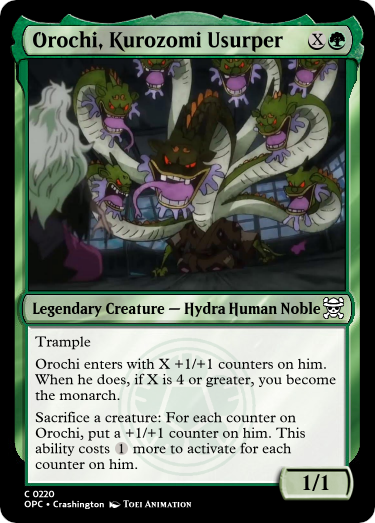 Orochi, Kurozomi Usurper X
Legendary Creature — Hydra Human Noble
Trample
Orochi enters with X +1/+1 counters on him.
When he does, if X is 4 or greater, you become
the monarch.
Sacrifice a creature: For each counter on
Orochi, put a +1/+1 counter on him. This
ability costs 1 more to activate for each
counter on him.
1/1
C 0220
OPC • Crashington Toei Animation